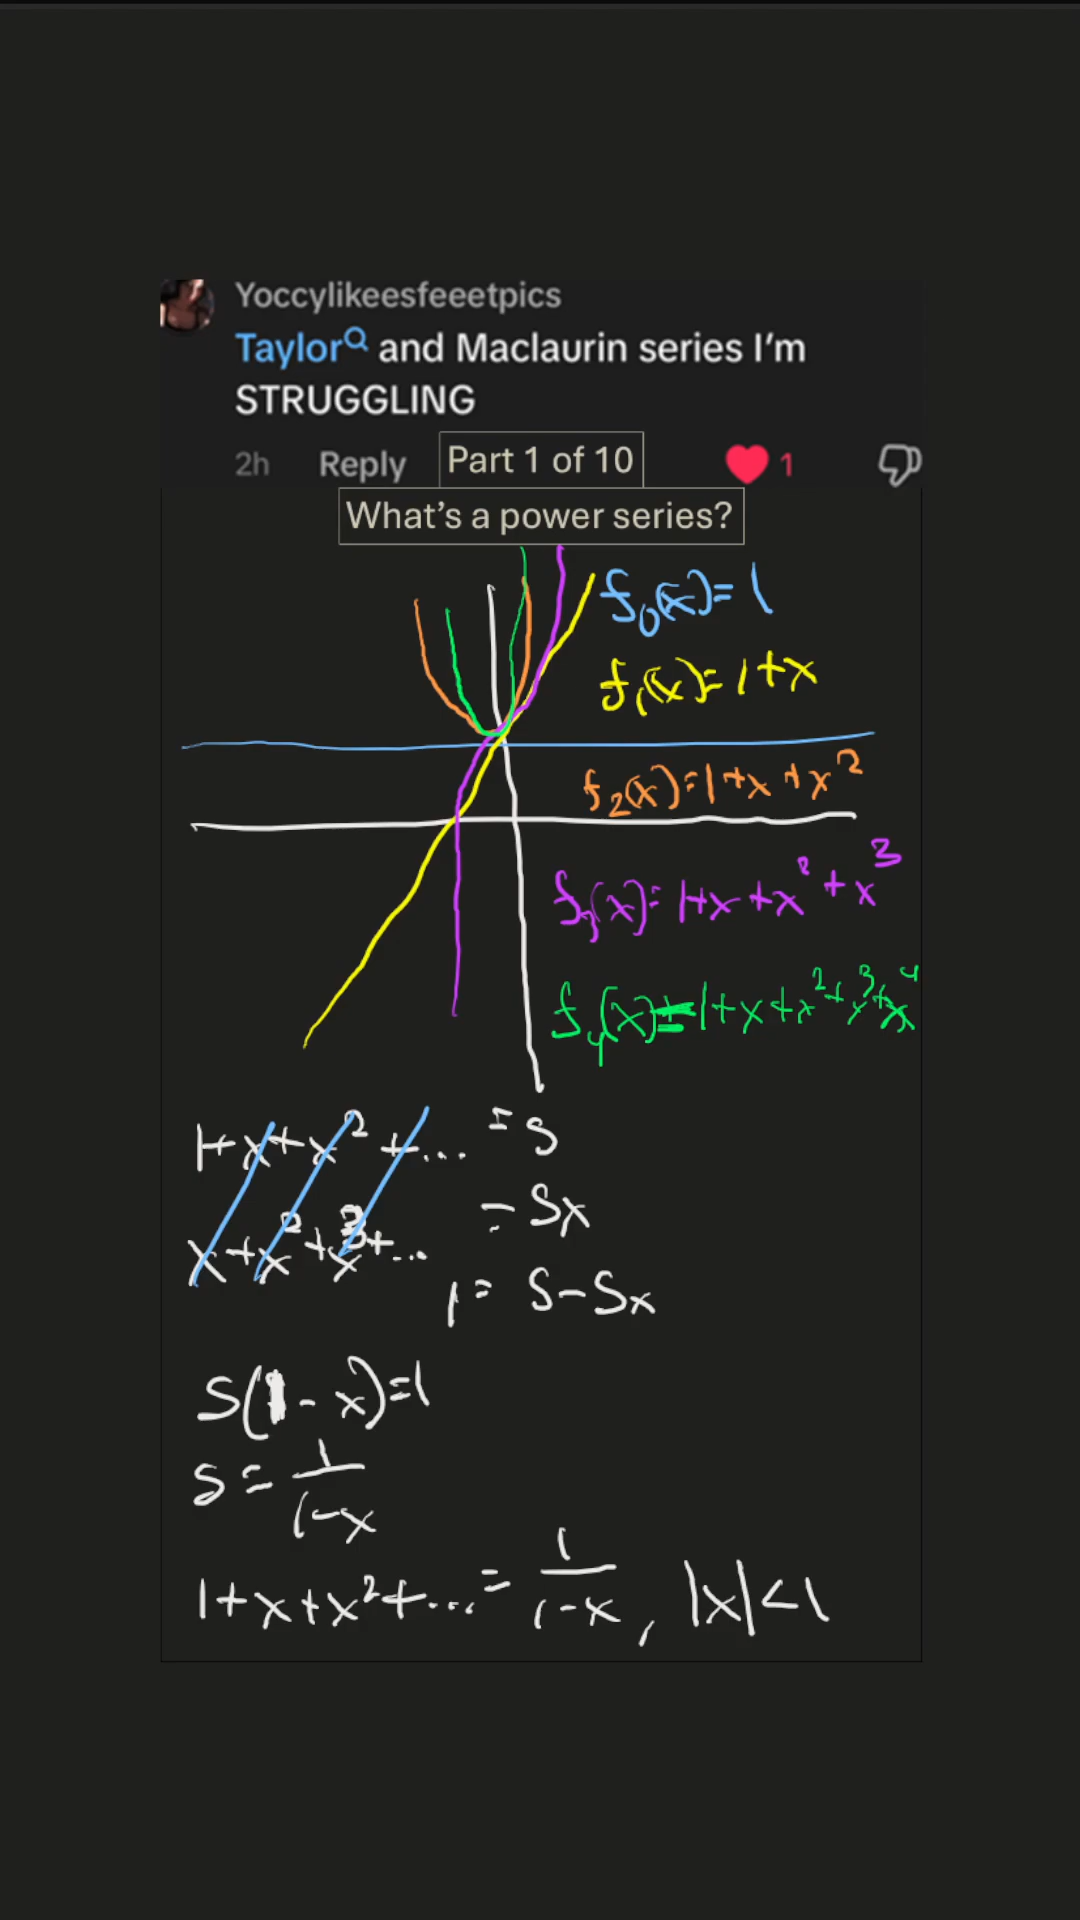 Yoccylikeesfeeetpics
Taylor and Maclaurin series I'm
STRUGGLING
2h Reply Part 1 of 10 1
What's a power series?
f₀(x)=1
f₁(x)=1+x
f₂(x)=1+x+x²
f₃(x)=1+x+x²+x³
f₄(x)=1+x+x²+x³+x⁴
1+x+x²+... = S
x+x²+x³+... = Sx
1= S-Sx
S(1-x)=1
S=1/(1-x)
1+x+x²+...=1/(1-x), |x|<1